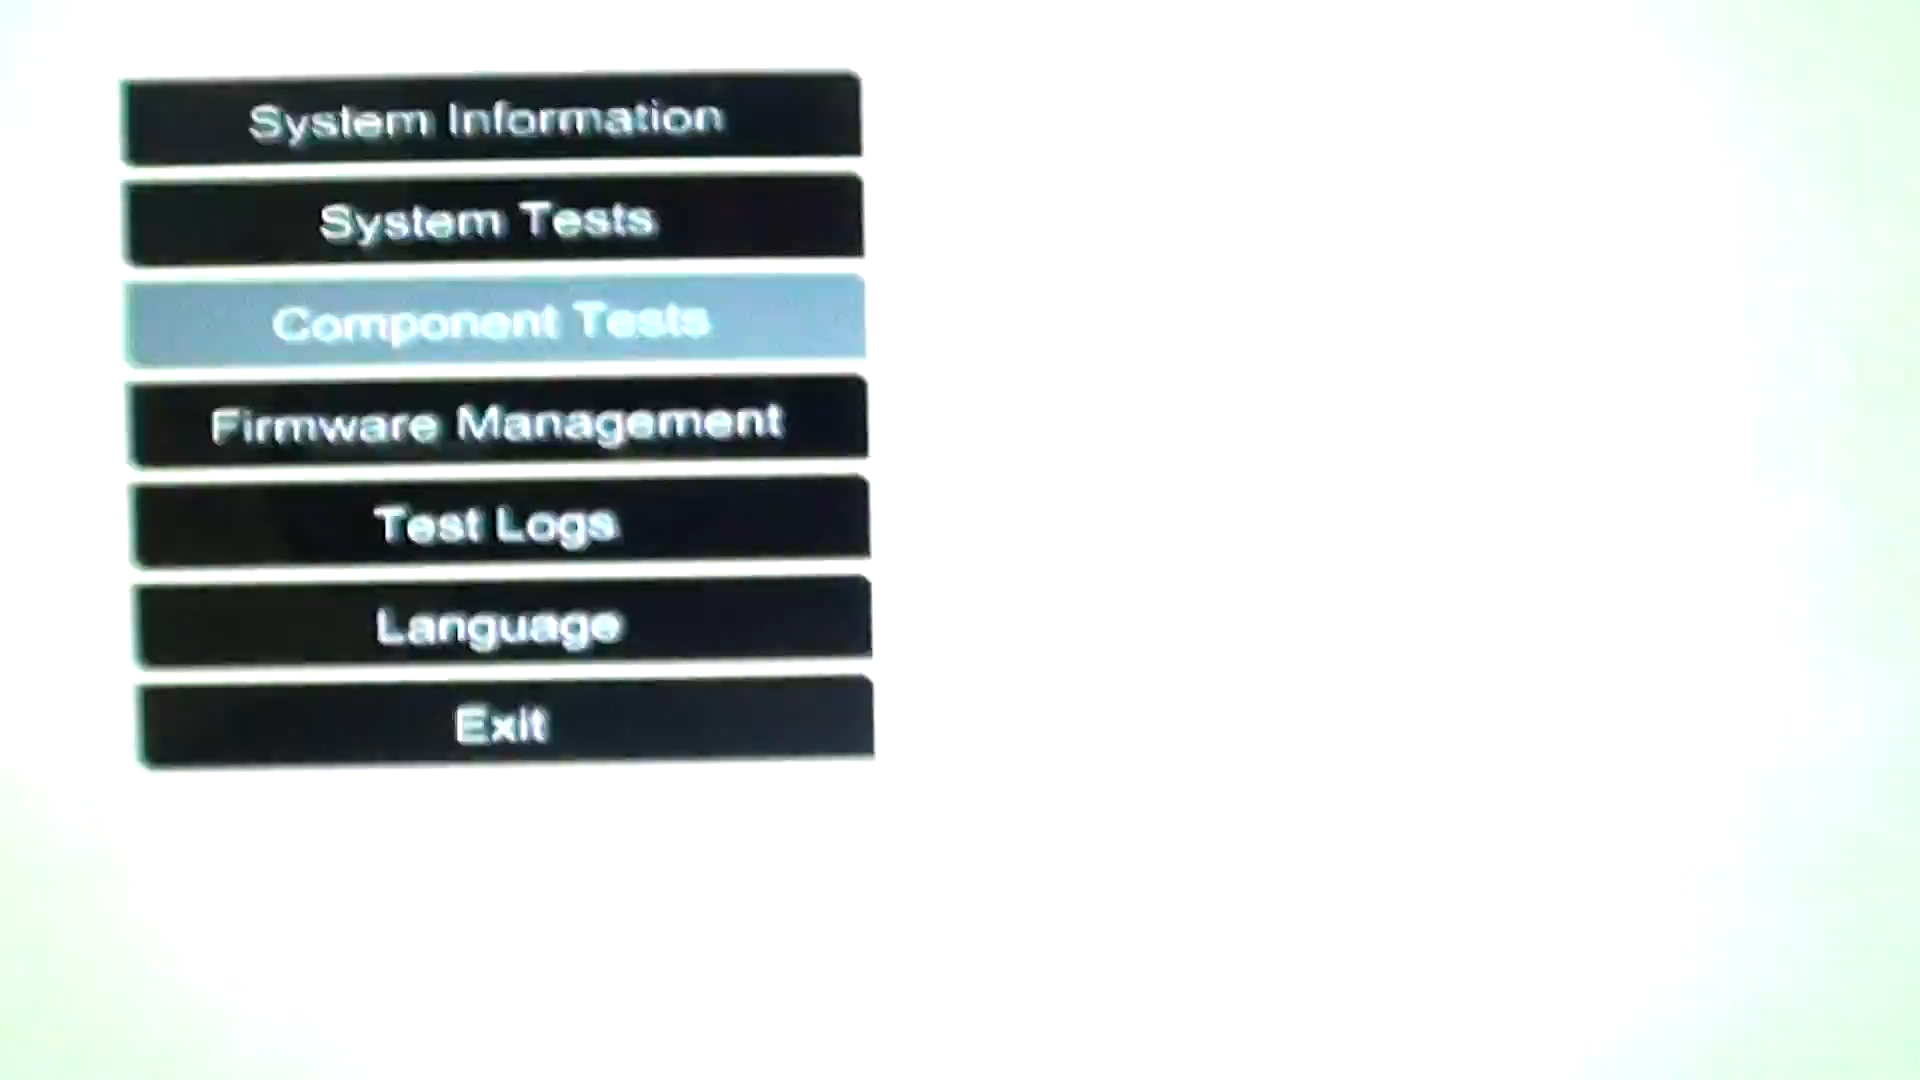 System Information
System Tests
Component Tests
Firmware Management
Test Logs
Language
Exit